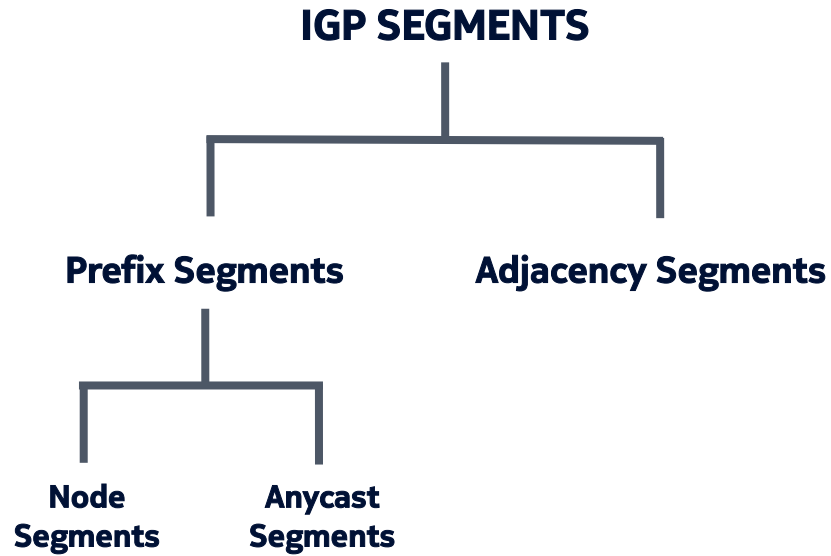 IGP SEGMENTS
Prefix Segments
Adjacency Segments
Node
Segments
Anycast
Segments